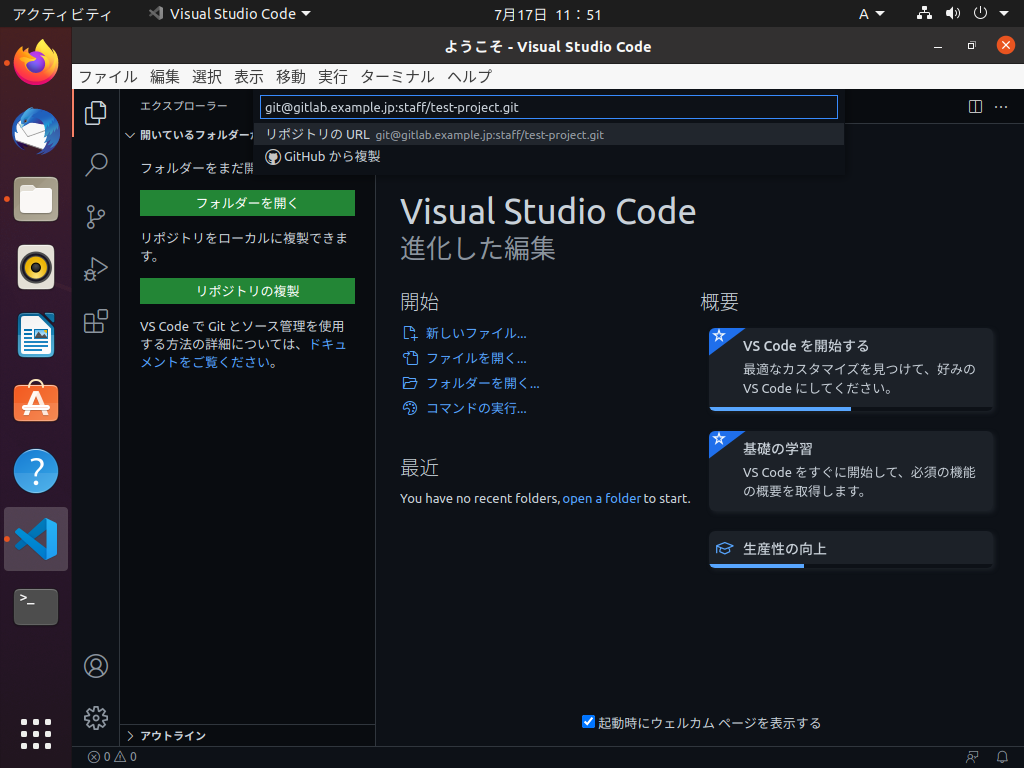 アクティビティ
Visual Studio Code
7月17日 11：51
A
ようこそ - Visual Studio Code
ファイル 編集 選択 表示 移動 実行 ターミナル ヘルプ
エクスプローラー
git@gitlab.example.jp:staff/test-project.git
リポジトリの URL git@gitlab.example.jp:staff/test-project.git
GitHub から複製
開いているフォルダーが
フォルダーをまだ開
フォルダーを開く
リポジトリをローカルに複製できま
す。
リポジトリの複製
VS Code で Git とソース管理を使用
する方法の詳細については、ドキュ
メントをご覧ください。
Visual Studio Code
進化した編集
開始
新しいファイル...
ファイルを開く...
フォルダーを開く...
コマンドの実行...
最近
You have no recent folders, open a folder to start.
概要
VS Code を開始する
最適なカスタマイズを見つけて、好みの
VS Code にしてください。
基礎の学習
VS Code をすぐに開始して、必須の機能
の概要を取得します。
生産性の向上
起動時にウェルカム ページを表示する
アウトライン
0 0